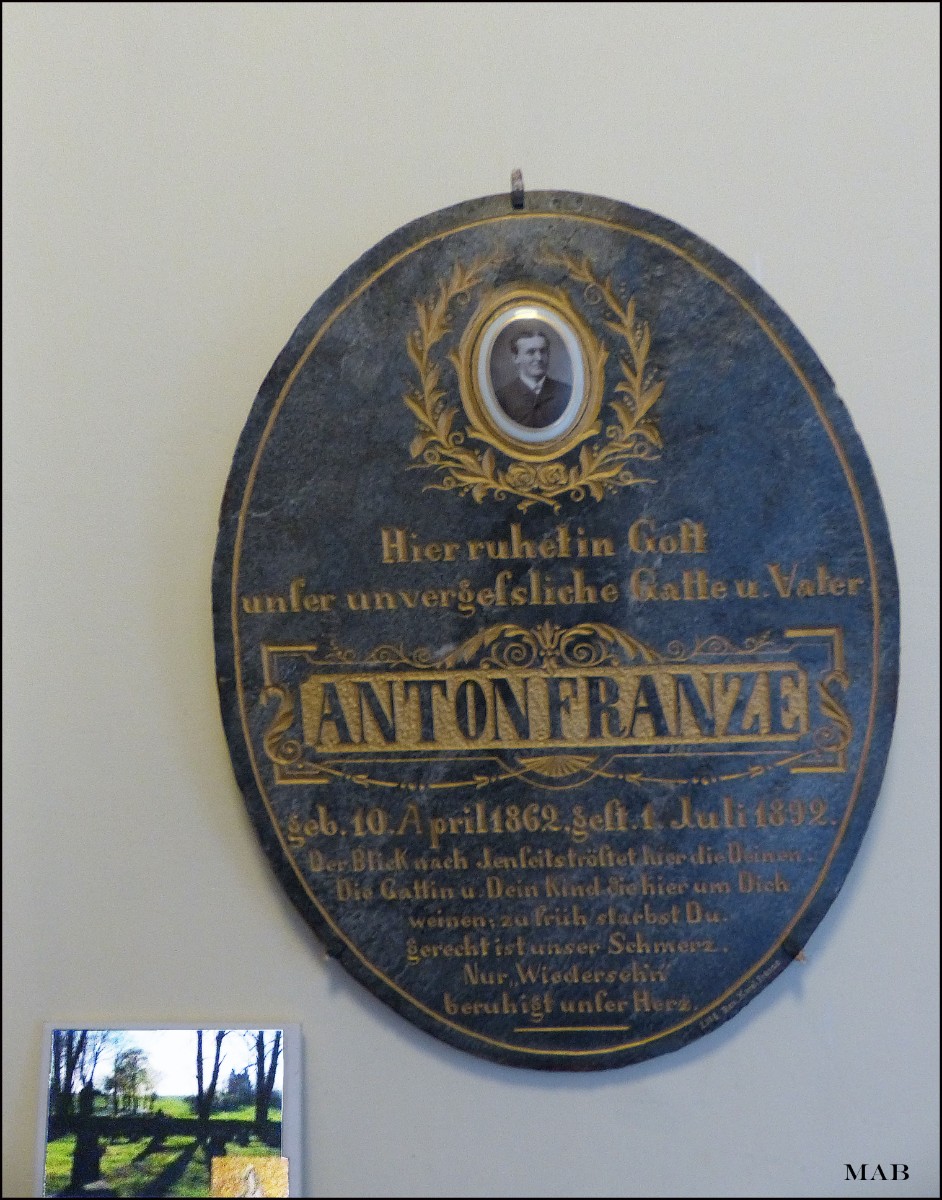 Hier ruhet in Gott
unſer unvergeſsliche Gatte u. Vater
ANTON FRANZE
geb. 10. April 1862, geſt. 1. Juli 1892.
Der Blick nach Jenſeits tröſtet hier die Deinen.
Die Gattin u. Dein Kind die hier um Dich
weinen; zu früh starbst Du.
gerecht ist unser Schmerz.
Nur „Wiederseh'n”
beruhigt unſer Herz.
MAB